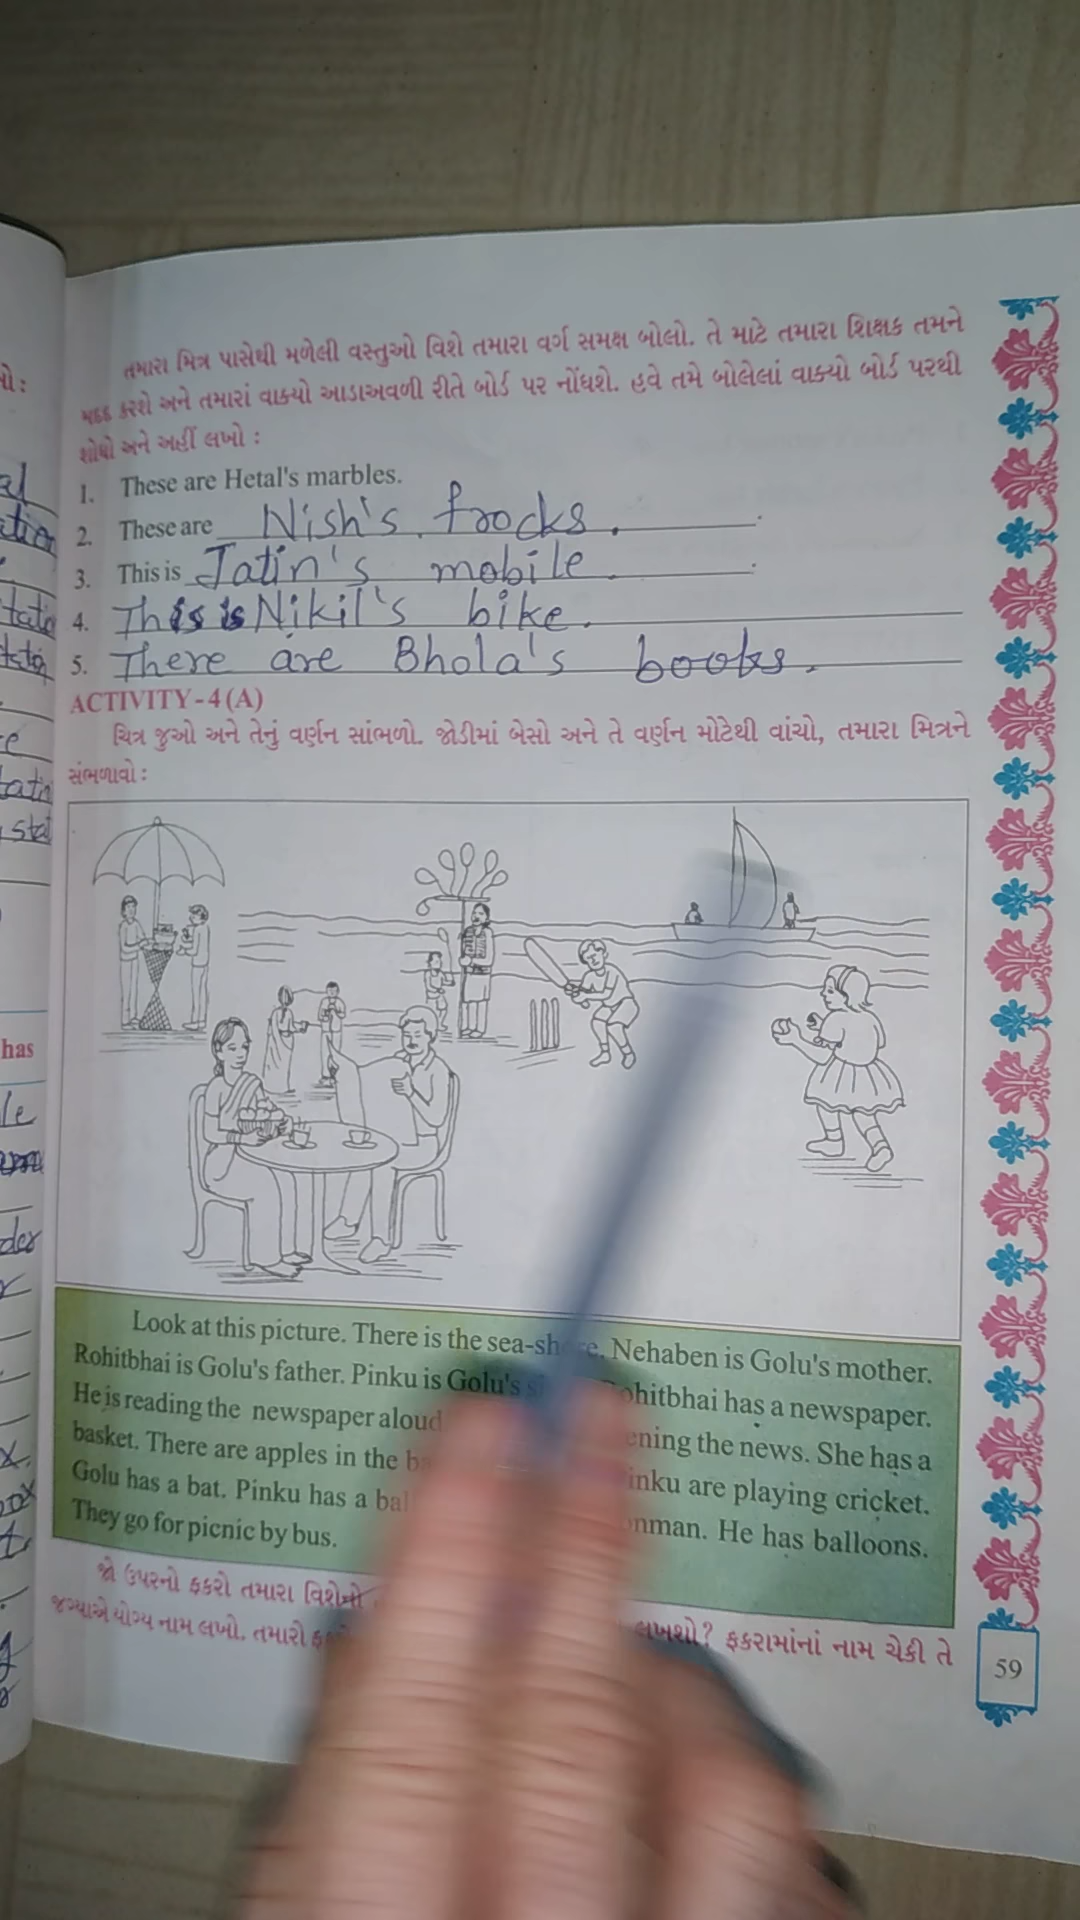 તમારા મિત્ર પાસેથી મળેલી વસ્તુઓ વિશે તમારા વર્ગ સમક્ષ બોલો. તે માટે તમારા શિક્ષક તમને
મદદ કરશે અને તમારાં વાક્યો આડાઅવળી રીતે બોર્ડ પર નોંધશે. હવે તમે બોલેલાં વાક્યો બોર્ડ પરથી
શોધો અને અહીં લખો :
1. These are Hetal's marbles.
2. These are Nish's frocks.
3. This is Jatin's mobile.
4. This is Nikil's bike.
5. There are Bhola's books.
ACTIVITY-4(A)
ચિત્ર જુઓ અને તેનું વર્ણન સાંભળો. જોડીમાં બેસો અને તે વર્ણન મોટેથી વાંચો, તમારા મિત્રને
સંભળાવો :
has
Look at this picture. There is the sea-shore. Nehaben is Golu's mother.
Rohitbhai is Golu's father. Pinku is Golu's Rohitbhai has a newspaper.
He is reading the newspaper aloud the news. She has a
basket. There are apples in the Pinku are playing cricket.
Golu has a bat. Pinku has a He has balloons.
They go for picnic by bus.
જો ઉપરનો ફકરો તમારા વિશેનો લખશો? ફકરામાંનાં નામ ચેકી તે
જગ્યાએ યોગ્ય નામ લખો. તમારો
59